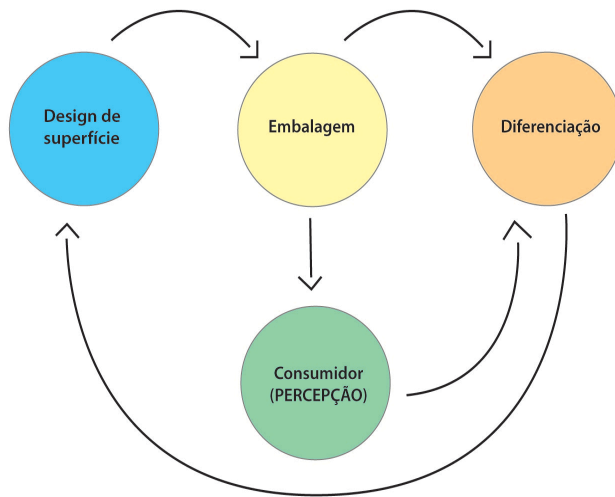 Design de
superfície
Embalagem
Diferenciação
Consumidor
(PERCEPÇÃO)